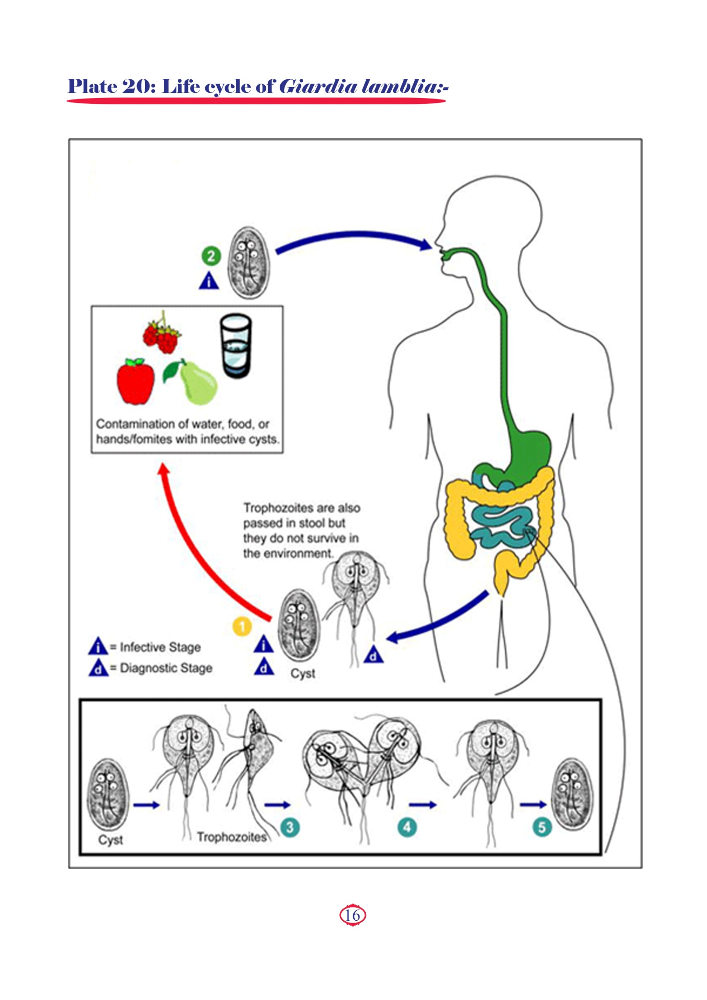 Plate 20: Life cycle of Giardia lamblia:-
2
i
Contamination of water, food, or
hands/fomites with infective cysts.
Trophozoites are also
passed in stool but
they do not survive in
the environment.
1
i = Infective Stage
d = Diagnostic Stage
i
d
Cyst
d
Cyst
Trophozoites
3
4
5
16